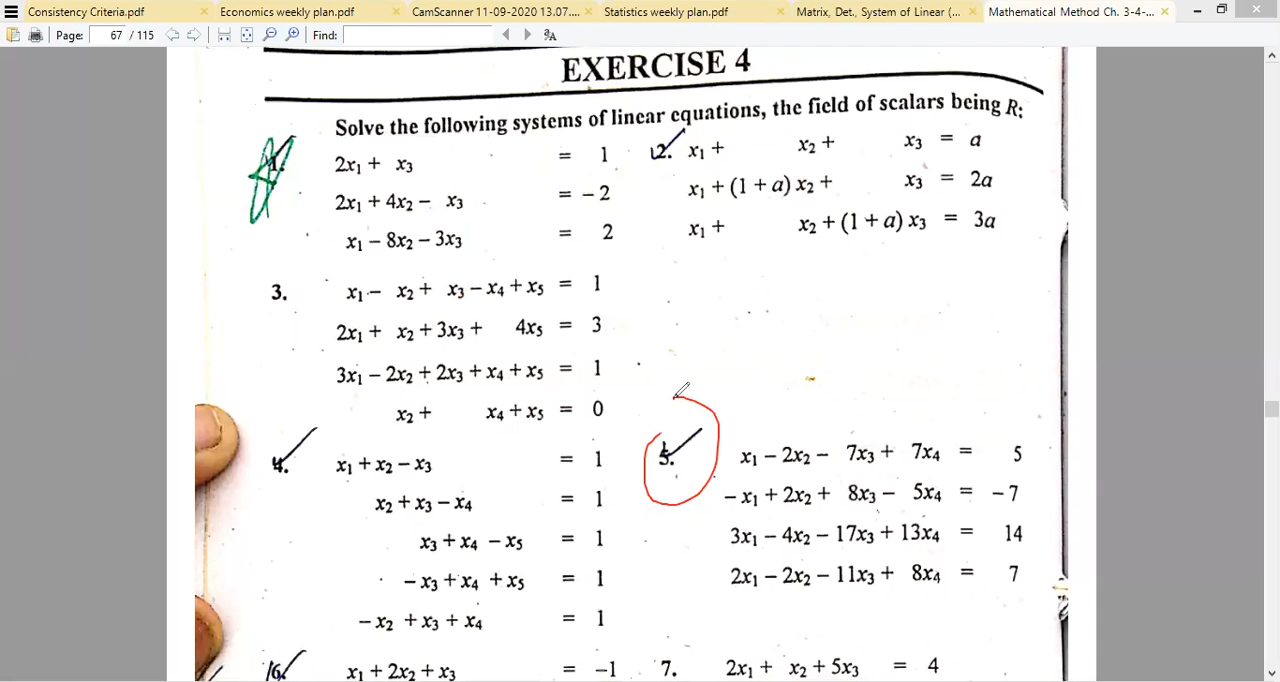 Consistency Criteria.pdf
Economics weekly plan.pdf
CamScanner 11-09-2020 13.07....
Statistics weekly plan.pdf
Matrix, Det., System of Linear (...
Mathematical Method Ch. 3-4-...
Page: 67 / 115 Find:
EXERCISE 4
Solve the following systems of linear equations, the field of scalars being R:
1. 2x₁ + x₃ = 1
2x₁ + 4x₂ − x₃ = − 2
x₁ − 8x₂ − 3x₃ = 2
2. x₁ + x₂ + x₃ = a
x₁ + (1 + a) x₂ + x₃ = 2a
x₁ + x₂ + (1 + a) x₃ = 3a
3. x₁ − x₂ + x₃ − x₄ + x₅ = 1
2x₁ + x₂ + 3x₃ + 4x₅ = 3
3x₁ − 2x₂ + 2x₃ + x₄ + x₅ = 1
x₂ + x₄ + x₅ = 0
4. x₁ + x₂ − x₃ = 1
x₂ + x₃ − x₄ = 1
x₃ + x₄ − x₅ = 1
− x₃ + x₄ + x₅ = 1
− x₂ + x₃ + x₄ = 1
5. x₁ − 2x₂ − 7x₃ + 7x₄ = 5
− x₁ + 2x₂ + 8x₃ − 5x₄ = − 7
3x₁ − 4x₂ − 17x₃ + 13x₄ = 14
2x₁ − 2x₂ − 11x₃ + 8x₄ = 7
6. x₁ + 2x₂ + x₃ = −1
7. 2x₁ + x₂ + 5x₃ = 4